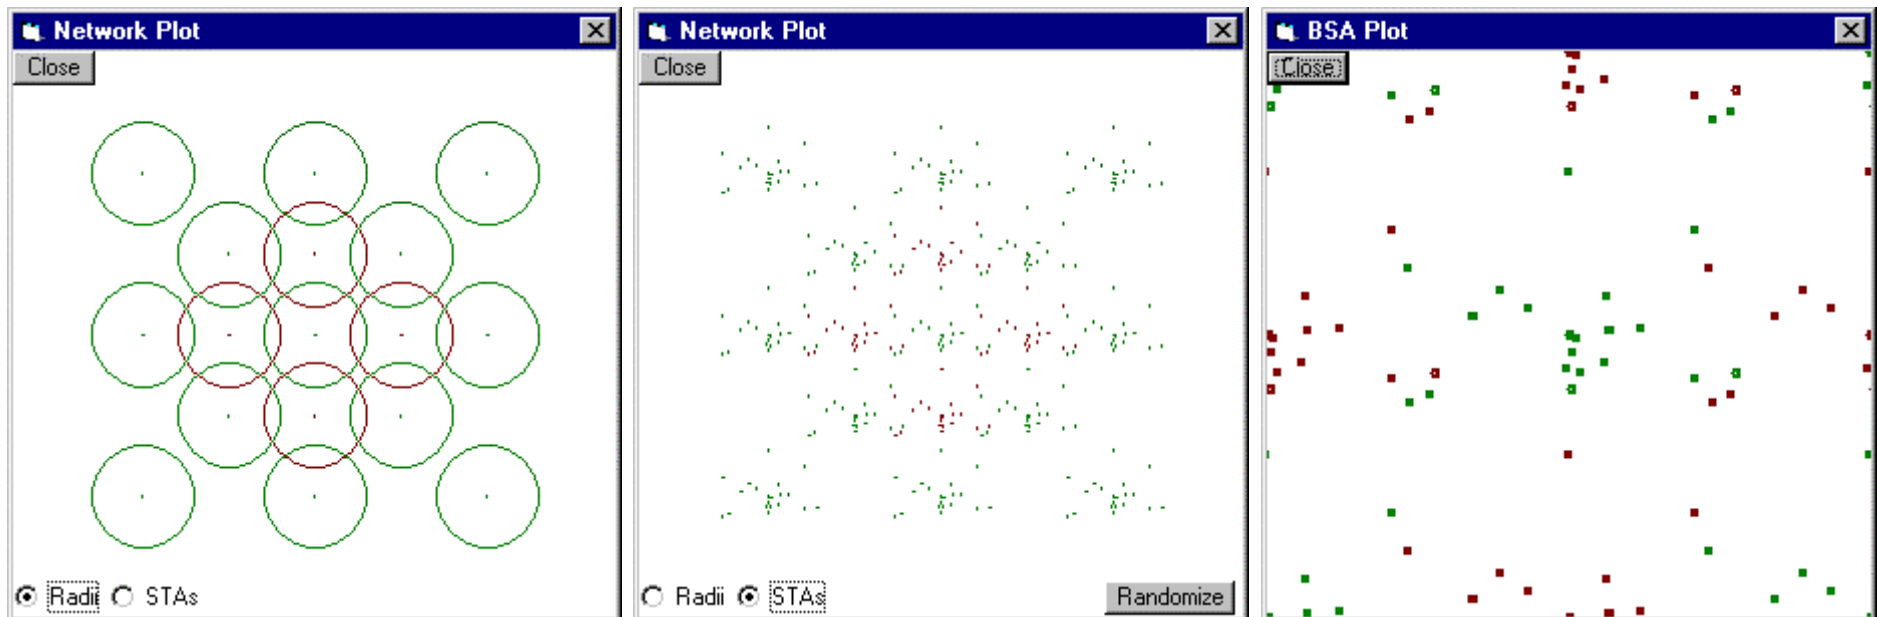 Network Plot
Close
Radii STAs
Network Plot
Close
Radii STAs Randomize
BSA Plot
Close